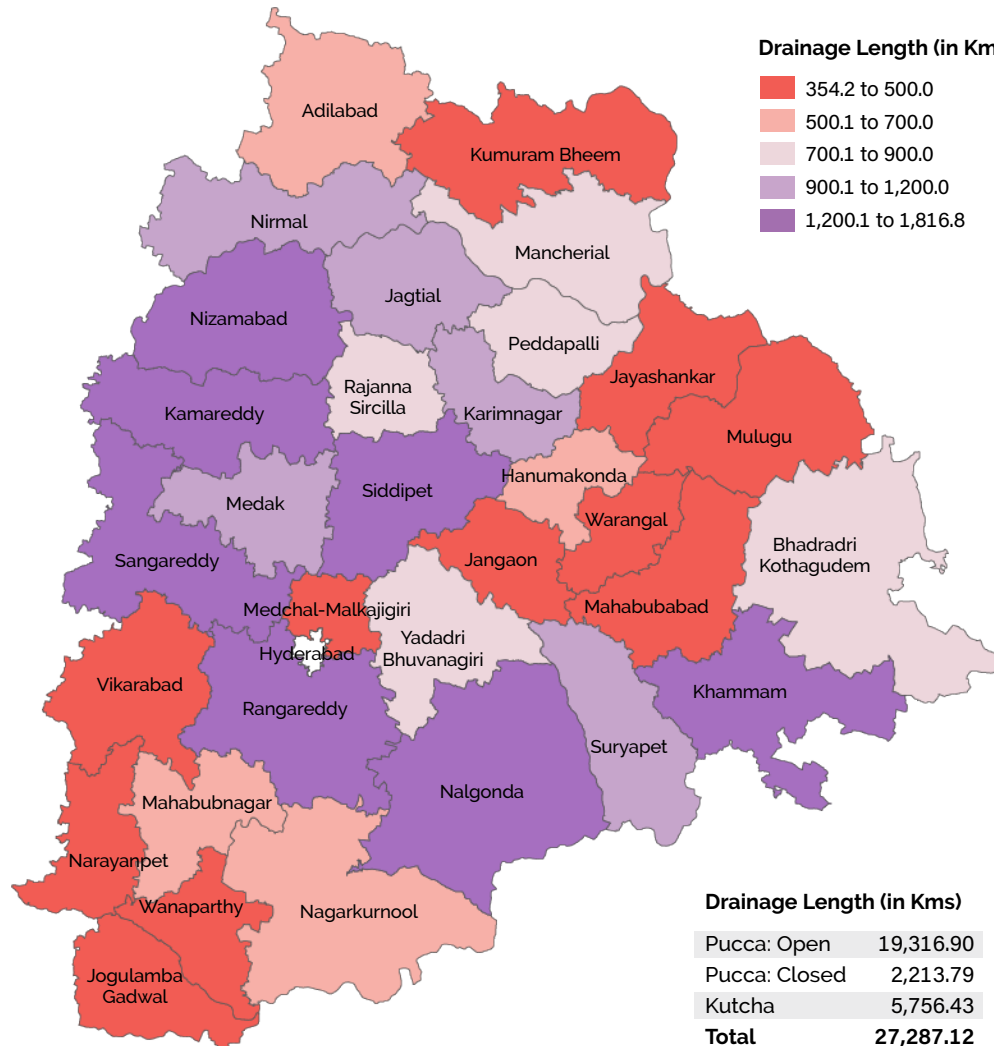 Drainage Length (in Km
354.2 to 500.0
500.1 to 700.0
700.1 to 900.0
900.1 to 1,200.0
1,200.1 to 1,816.8
Adilabad
Kumuram Bheem
Nirmal
Mancherial
Jagtial
Nizamabad
Peddapalli
Jayashankar
Rajanna
Sircilla
Kamareddy
Karimnagar
Mulugu
Hanumakonda
Siddipet
Medak
Warangal
Bhadradri
Kothagudem
Sangareddy
Jangaon
Mahabubabad
Medchal-Malkajigiri
Yadadri
Bhuvanagiri
Hyderabad
Vikarabad
Khammam
Rangareddy
Suryapet
Nalgonda
Mahabubnagar
Narayanpet
Wanaparthy
Nagarkurnool
Jogulamba
Gadwal
Drainage Length (in Kms)
Pucca: Open 19,316.90
Pucca: Closed 2,213.79
Kutcha 5,756.43
Total 27,287.12